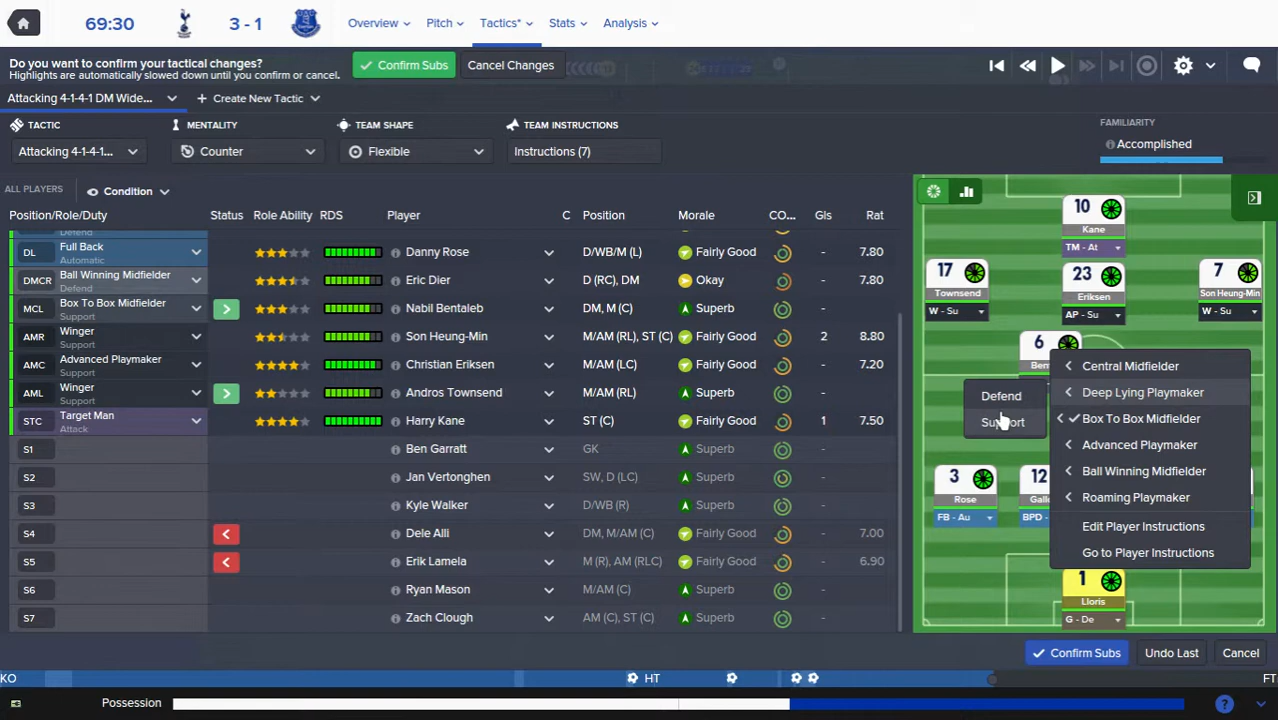 69:30 3 - 1 Overview Pitch Tactics* Stats Analysis
Do you want to confirm your tactical changes?
Highlights are automatically slowed down until you confirm or cancel.
Confirm Subs Cancel Changes
Attacking 4-1-4-1 DM Wide... + Create New Tactic
TACTIC MENTALITY TEAM SHAPE TEAM INSTRUCTIONS FAMILIARITY
Attacking 4-1-4-1... Counter Flexible Instructions (7) Accomplished
ALL PLAYERS Condition
Position/Role/Duty Status Role Ability RDS Player C Position Morale CO... Gls Rat
Defend
DL Full Back Automatic Danny Rose D/WB/M (L) Fairly Good - 7.80
DMCR Ball Winning Midfielder Defend Eric Dier D (RC), DM Okay - 7.80
MCL Box To Box Midfielder Support Nabil Bentaleb DM, M (C) Superb - -
AMR Winger Support Son Heung-Min M/AM (RL), ST (C) Fairly Good 2 8.80
AMC Advanced Playmaker Support Christian Eriksen M/AM (LC) Fairly Good - 7.20
AML Winger Support Andros Townsend M/AM (RL) Superb - -
STC Target Man Attack Harry Kane ST (C) Fairly Good 1 7.50
S1 Ben Garratt GK Superb - -
S2 Jan Vertonghen SW, D (LC) Superb - -
S3 Kyle Walker D/WB (R) Superb - -
S4 Dele Alli DM, M/AM (C) Fairly Good - 7.00
S5 Erik Lamela M (R), AM (RLC) Fairly Good - 6.90
S6 Ryan Mason M/AM (C) Superb - -
S7 Zach Clough AM (C), ST (C) Superb - -
10
Kane
TM - At
17 23 7
Townsend Eriksen Son Heung-Min
W - Su AP - Su W - Su
6
Central Midfielder
Deep Lying Playmaker
Box To Box Midfielder
Advanced Playmaker
Ball Winning Midfielder
Roaming Playmaker
Edit Player Instructions
Go to Player Instructions
Defend
Support
3 12
Rose
FB - Au BPD -
1
Lloris
G - De
Confirm Subs Undo Last Cancel
KO HT FT
Possession ?